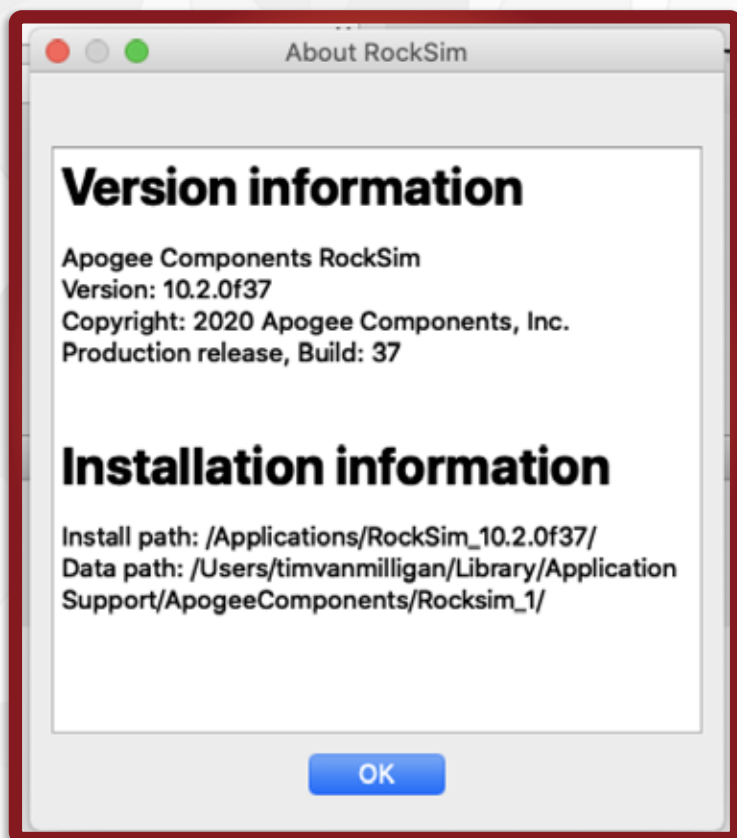 About RockSim
Version information
Apogee Components RockSim
Version: 10.2.0f37
Copyright: 2020 Apogee Components, Inc.
Production release, Build: 37
Installation information
Install path: /Applications/RockSim_10.2.0f37/
Data path: /Users/timvanmilligan/Library/Application
Support/ApogeeComponents/Rocksim_1/
OK